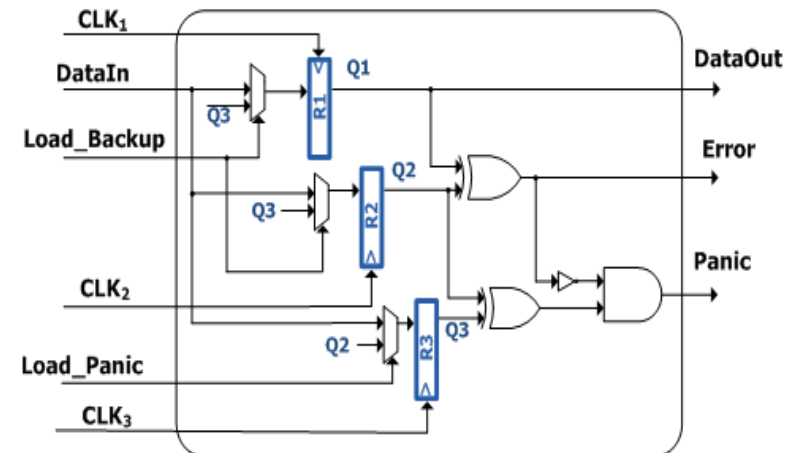 CLK1
DataIn
Q1
DataOut
R1
Q3
Load_Backup
Error
Q2
R2
Q3
CLK2
Panic
Q2
R3
Q3
Load_Panic
CLK3